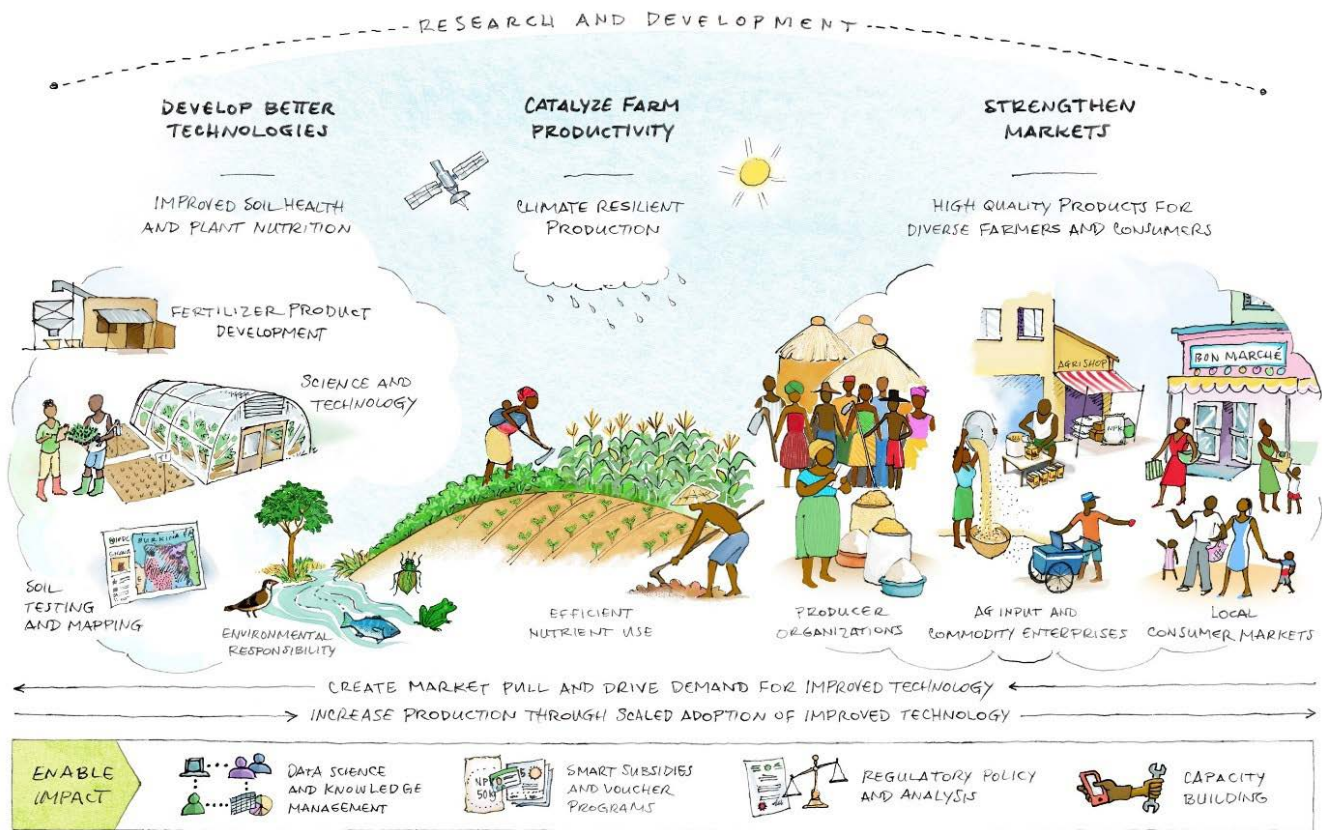 RESEARCH AND DEVELOPMENT
DEVELOP BETTER
TECHNOLOGIES
IMPROVED SOIL HEALTH
AND PLANT NUTRITION
CATALYZE FARM
PRODUCTIVITY
CLIMATE RESILIENT
PRODUCTION
STRENGTHEN
MARKETS
HIGH QUALITY PRODUCTS FOR
DIVERSE FARMERS AND CONSUMERS
FERTILIZER PRODUCT
DEVELOPMENT
SCIENCE AND
TECHNOLOGY
AGRISHOP
NPK
BON MARCHÉ
BURKINA FA
SOIL
TESTING
AND MAPPING
ENVIRONMENTAL
RESPONSIBILITY
EFFICIENT
NUTRIENT USE
PRODUCER
ORGANIZATIONS
AG INPUT AND
COMMODITY ENTERPRISES
LOCAL
CONSUMER MARKETS
CREATE MARKET PULL AND DRIVE DEMAND FOR IMPROVED TECHNOLOGY
INCREASE PRODUCTION THROUGH SCALED ADOPTION OF IMPROVED TECHNOLOGY
ENABLE
IMPACT
DATA SCIENCE
AND KNOWLEDGE
MANAGEMENT
NP
50K
SMART SUBSIDIES
AND VOUCHER
PROGRAMS
REGULATORY POLICY
AND ANALYSIS
CAPACITY
BUILDING